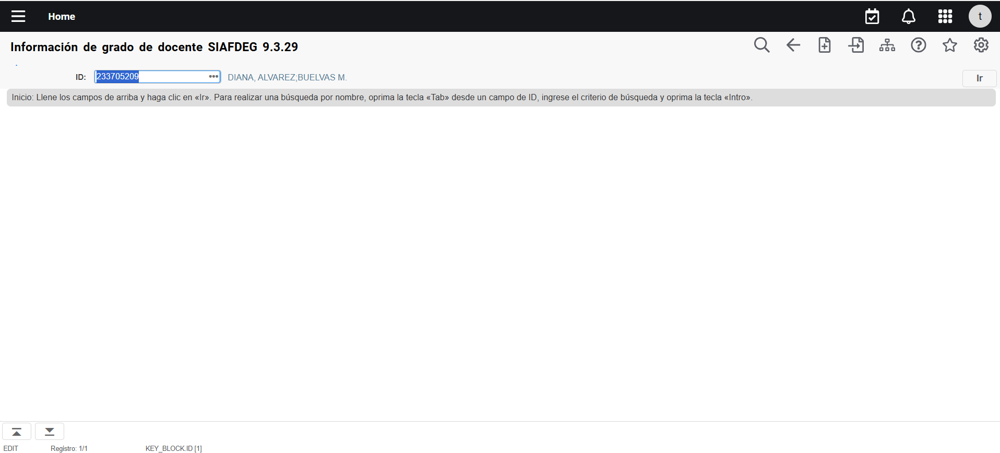 Home
t
Información de grado de docente SIAFDEG 9.3.29
.
ID: 233705209 ••• DIANA, ALVAREZ;BUELVAS M.
Ir
Inicio: Llene los campos de arriba y haga clic en «Ir». Para realizar una búsqueda por nombre, oprima la tecla «Tab» desde un campo de ID, ingrese el criterio de búsqueda y oprima la tecla «Intro».
EDIT Registro: 1/1 KEY_BLOCK.ID [1]